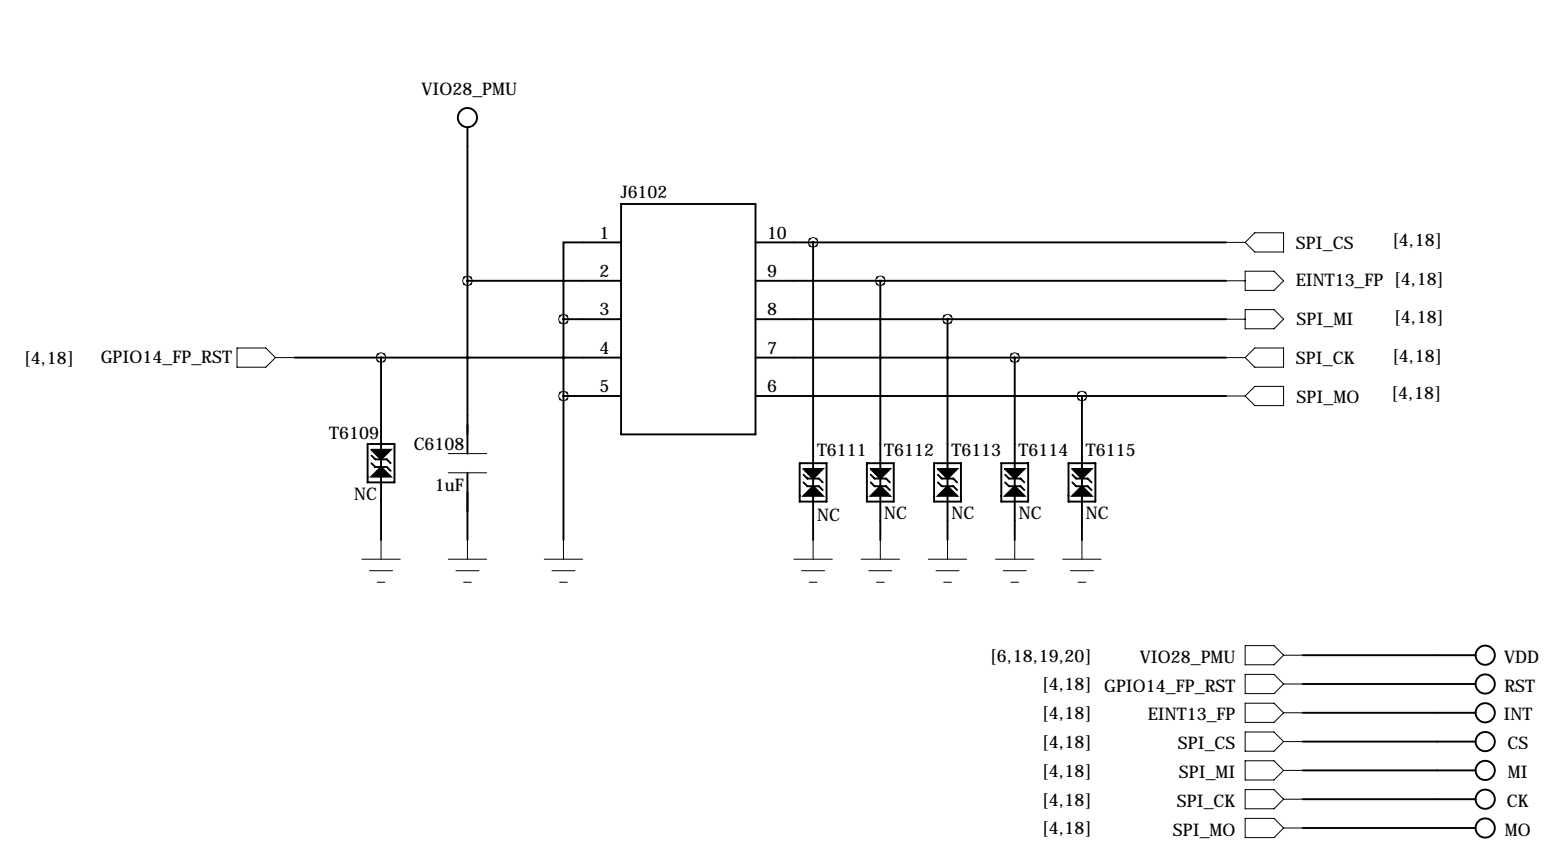 VIO28_PMU
J6102
1 10 SPI_CS [4,18]
2 9 EINT13_FP [4,18]
3 8 SPI_MI [4,18]
[4,18] GPIO14_FP_RST 4 7 SPI_CK [4,18]
5 6 SPI_MO [4,18]
T6109 C6108 T6111 T6112 T6113 T6114 T6115
NC 1uF NC NC NC NC NC
[6,18,19,20] VIO28_PMU VDD
[4,18] GPIO14_FP_RST RST
[4,18] EINT13_FP INT
[4,18] SPI_CS CS
[4,18] SPI_MI MI
[4,18] SPI_CK CK
[4,18] SPI_MO MO